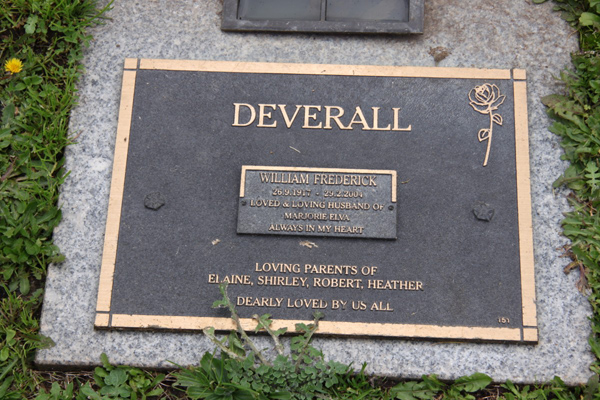 DEVERALL
WILLIAM FREDERICK
26.9.1917 - 29.2.2004
LOVED & LOVING HUSBAND OF
MARJORIE ELVA
ALWAYS IN MY HEART
LOVING PARENTS OF
ELAINE, SHIRLEY, ROBERT, HEATHER
DEARLY LOVED BY US ALL
151